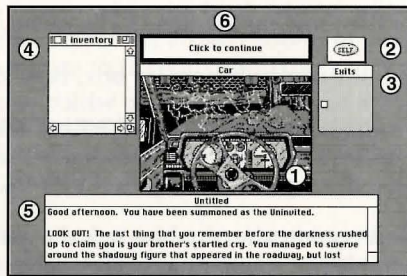 6
inventory
Click to continue
SELF
2
4
Car
Exits
3
1
5
Untitled
Good afternoon. You have been summoned as the Uninvited.
LOOK OUT! The last thing that you remember before the darkness rushed
up to claim you is your brother's startled cry. You managed to swerve
around the shadowy figure that appeared in the roadway, but lost